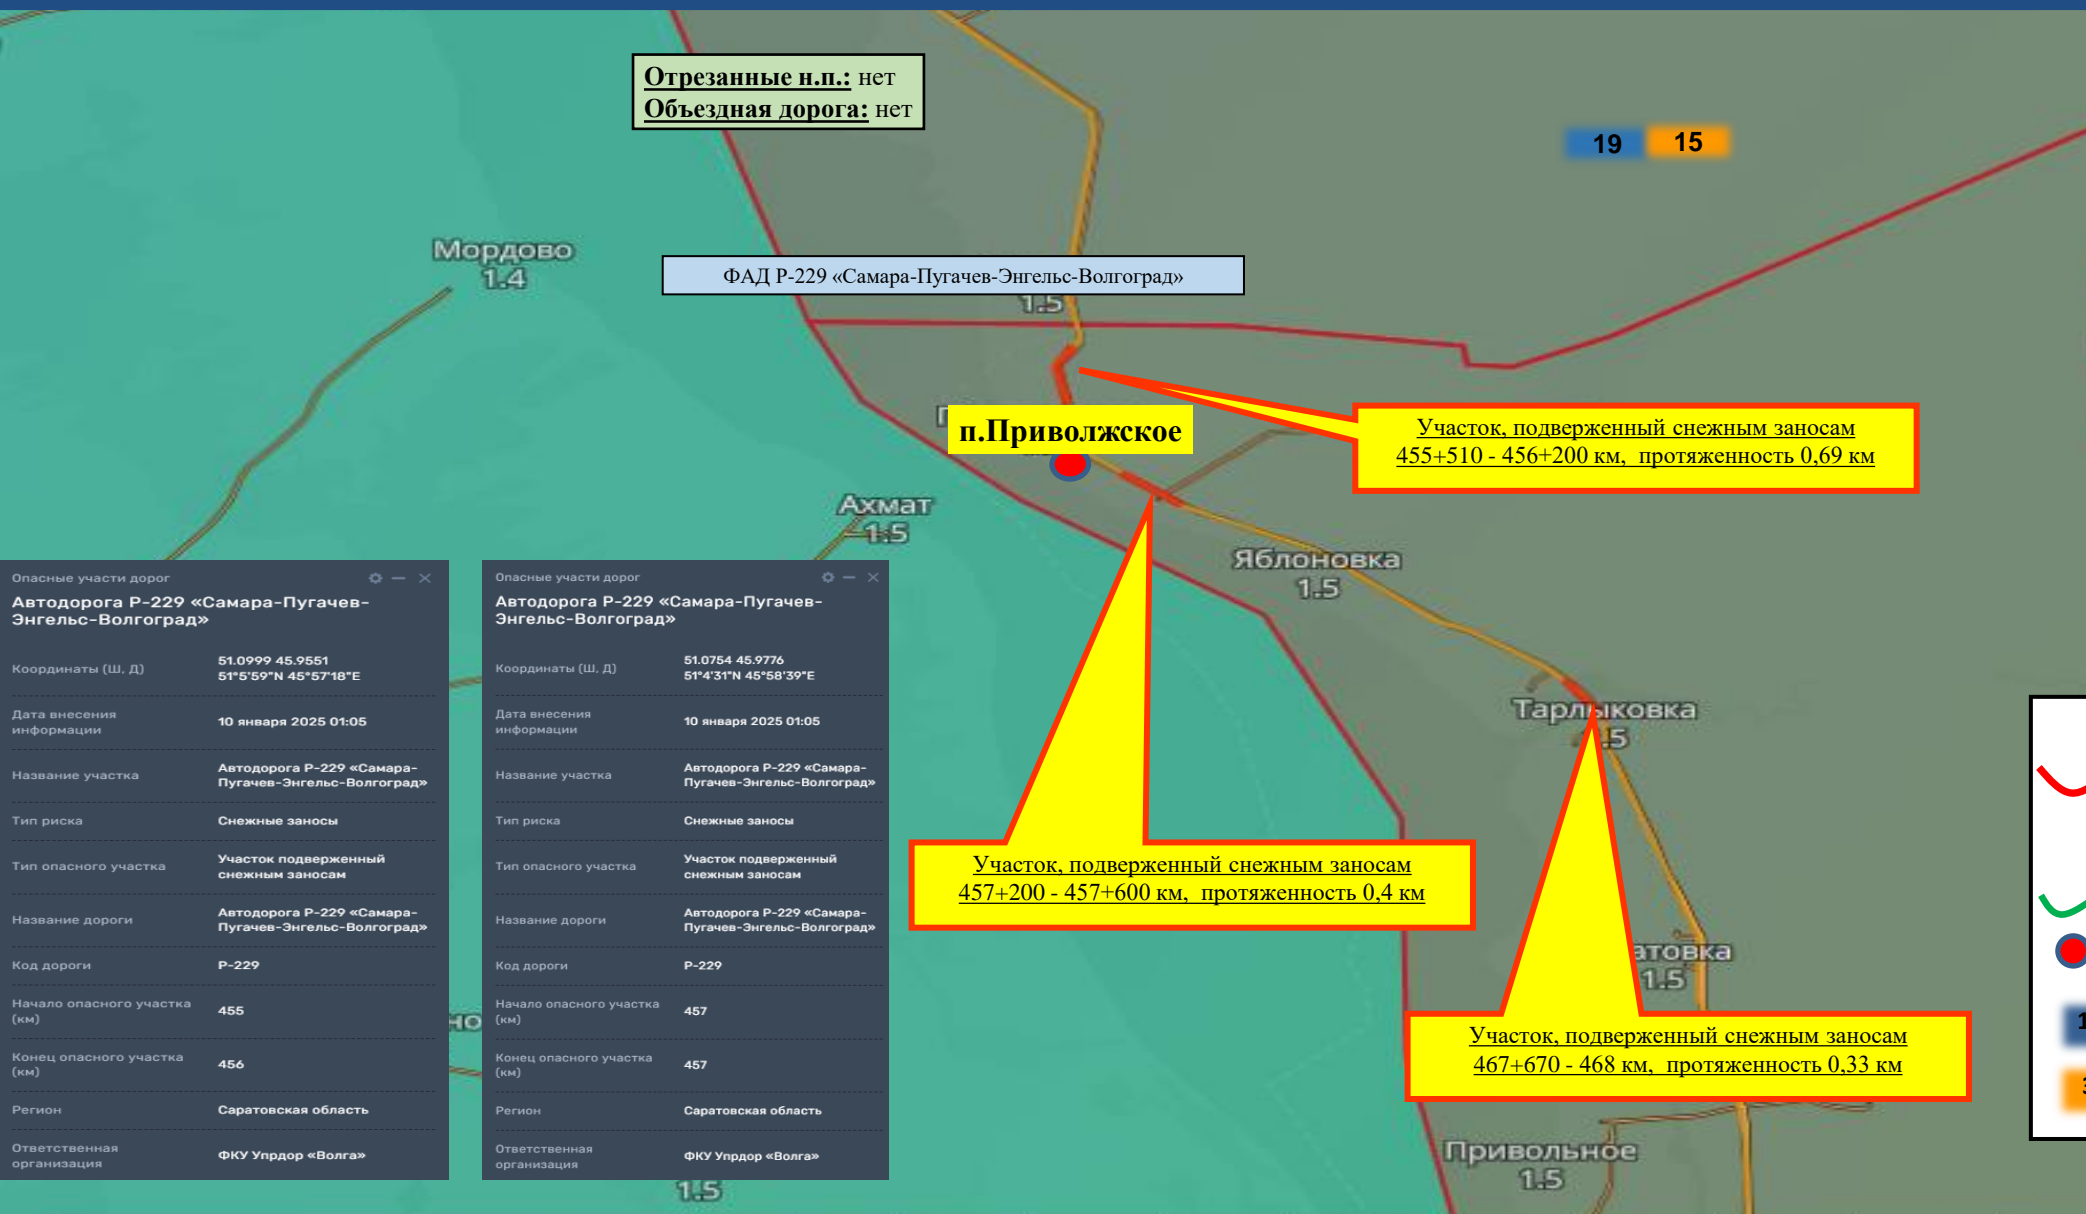 Отрезанные н.п.: нет
Объездная дорога: нет
19
15
Мордово
1.4
ФАД Р-229 «Самара-Пугачев-Энгельс-Волгоград»
1.5
п.Приволжское
Участок, подверженный снежным заносам
455+510 - 456+200 км, протяженность 0,69 км
Ахмат
1.5
Яблоновка
1.5
Тарлыковка
Участок, подверженный снежным заносам
457+200 - 457+600 км, протяженность 0,4 км
1.5
Участок, подверженный снежным заносам
467+670 - 468 км, протяженность 0,33 км
Привольное
1.5
1.5
Опасные участи дорог
Автодорога Р-229 «Самара-Пугачев-
Энгельс-Волгоград»
Координаты (Ш, Д)
51.0999 45.9551
51°5'59"N 45°57'18"E
Дата внесения
информации
10 января 2025 01:05
Название участка
Автодорога Р-229 «Самара-
Пугачев-Энгельс-Волгоград»
Тип риска
Снежные заносы
Тип опасного участка
Участок подверженный
снежным заносам
Название дороги
Автодорога Р-229 «Самара-
Пугачев-Энгельс-Волгоград»
Код дороги
Р-229
Начало опасного участка
(км)
455
Конец опасного участка
(км)
456
Регион
Саратовская область
Ответственная
организация
ФКУ Упрдор «Волга»
Опасные участи дорог
Автодорога Р-229 «Самара-Пугачев-
Энгельс-Волгоград»
Координаты (Ш, Д)
51.0754 45.9776
51°4'31"N 45°58'39"E
Дата внесения
информации
10 января 2025 01:05
Название участка
Автодорога Р-229 «Самара-
Пугачев-Энгельс-Волгоград»
Тип риска
Снежные заносы
Тип опасного участка
Участок подверженный
снежным заносам
Название дороги
Автодорога Р-229 «Самара-
Пугачев-Энгельс-Волгоград»
Код дороги
Р-229
Начало опасного участка
(км)
457
Конец опасного участка
(км)
457
Регион
Саратовская область
Ответственная
организация
ФКУ Упрдор «Волга»